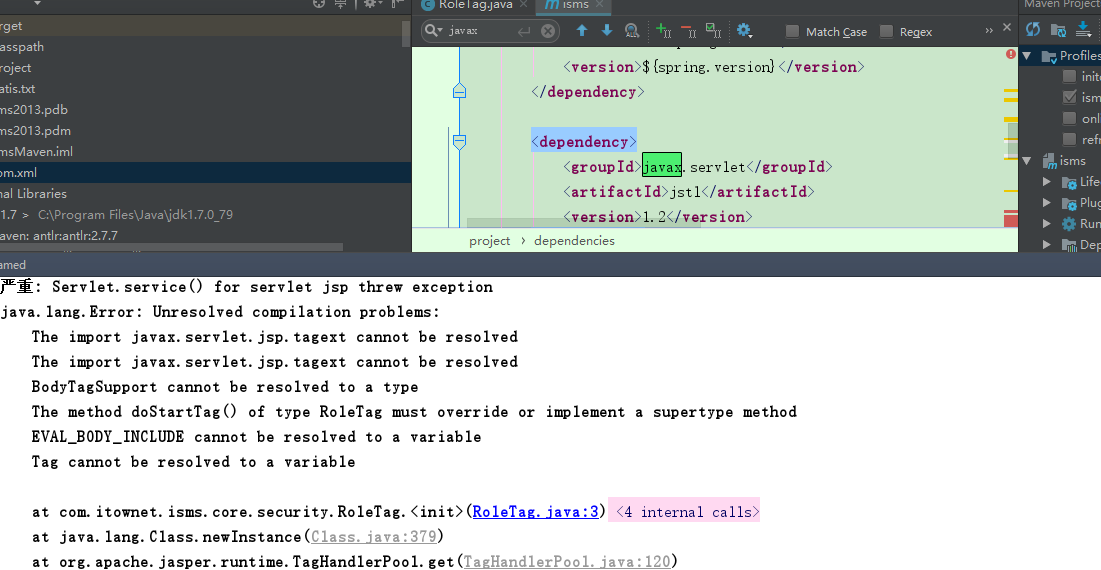 RoleTag.java
isms
Maven Project
javax
Match Case
Regex
»
<version>${spring.version}</version>
</dependency>
<dependency>
<groupId>javax.servlet</groupId>
<artifactId>jstl</artifactId>
<version>1.2</version>
project › dependencies
rget
asspath
roject
atis.txt
ms2013.pdb
ms2013.pdm
msMaven.iml
om.xml
nal Libraries
1.7 > C:\Program Files\Java\jdk1.7.0_79
aven: antlr:antlr:2.7.7
Profiles
inite
ism
onl
refr
isms
Life
Plug
Run
Dep
amed
严重: Servlet.service() for servlet jsp threw exception
java.lang.Error: Unresolved compilation problems:
The import javax.servlet.jsp.tagext cannot be resolved
The import javax.servlet.jsp.tagext cannot be resolved
BodyTagSupport cannot be resolved to a type
The method doStartTag() of type RoleTag must override or implement a supertype method
EVAL_BODY_INCLUDE cannot be resolved to a variable
Tag cannot be resolved to a variable
at com.itownet.isms.core.security.RoleTag.<init>(RoleTag.java:3) <4 internal calls>
at java.lang.Class.newInstance(Class.java:379)
at org.apache.jasper.runtime.TagHandlerPool.get(TagHandlerPool.java:120)